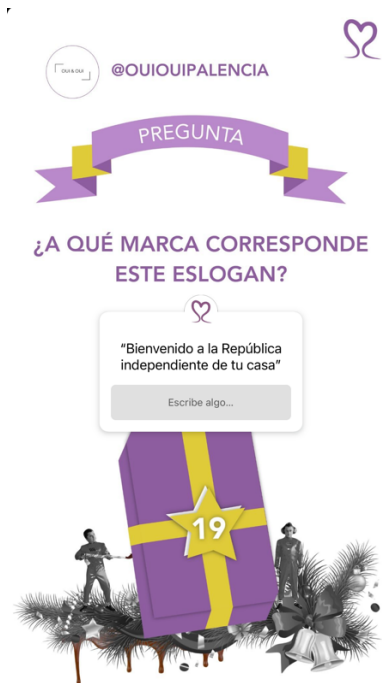 OUI & OUI
@OUIOUIPALENCIA
PREGUNTA
¿A QUÉ MARCA CORRESPONDE
ESTE ESLOGAN?
“Bienvenido a la República
independiente de tu casa”
Escribe algo...
19